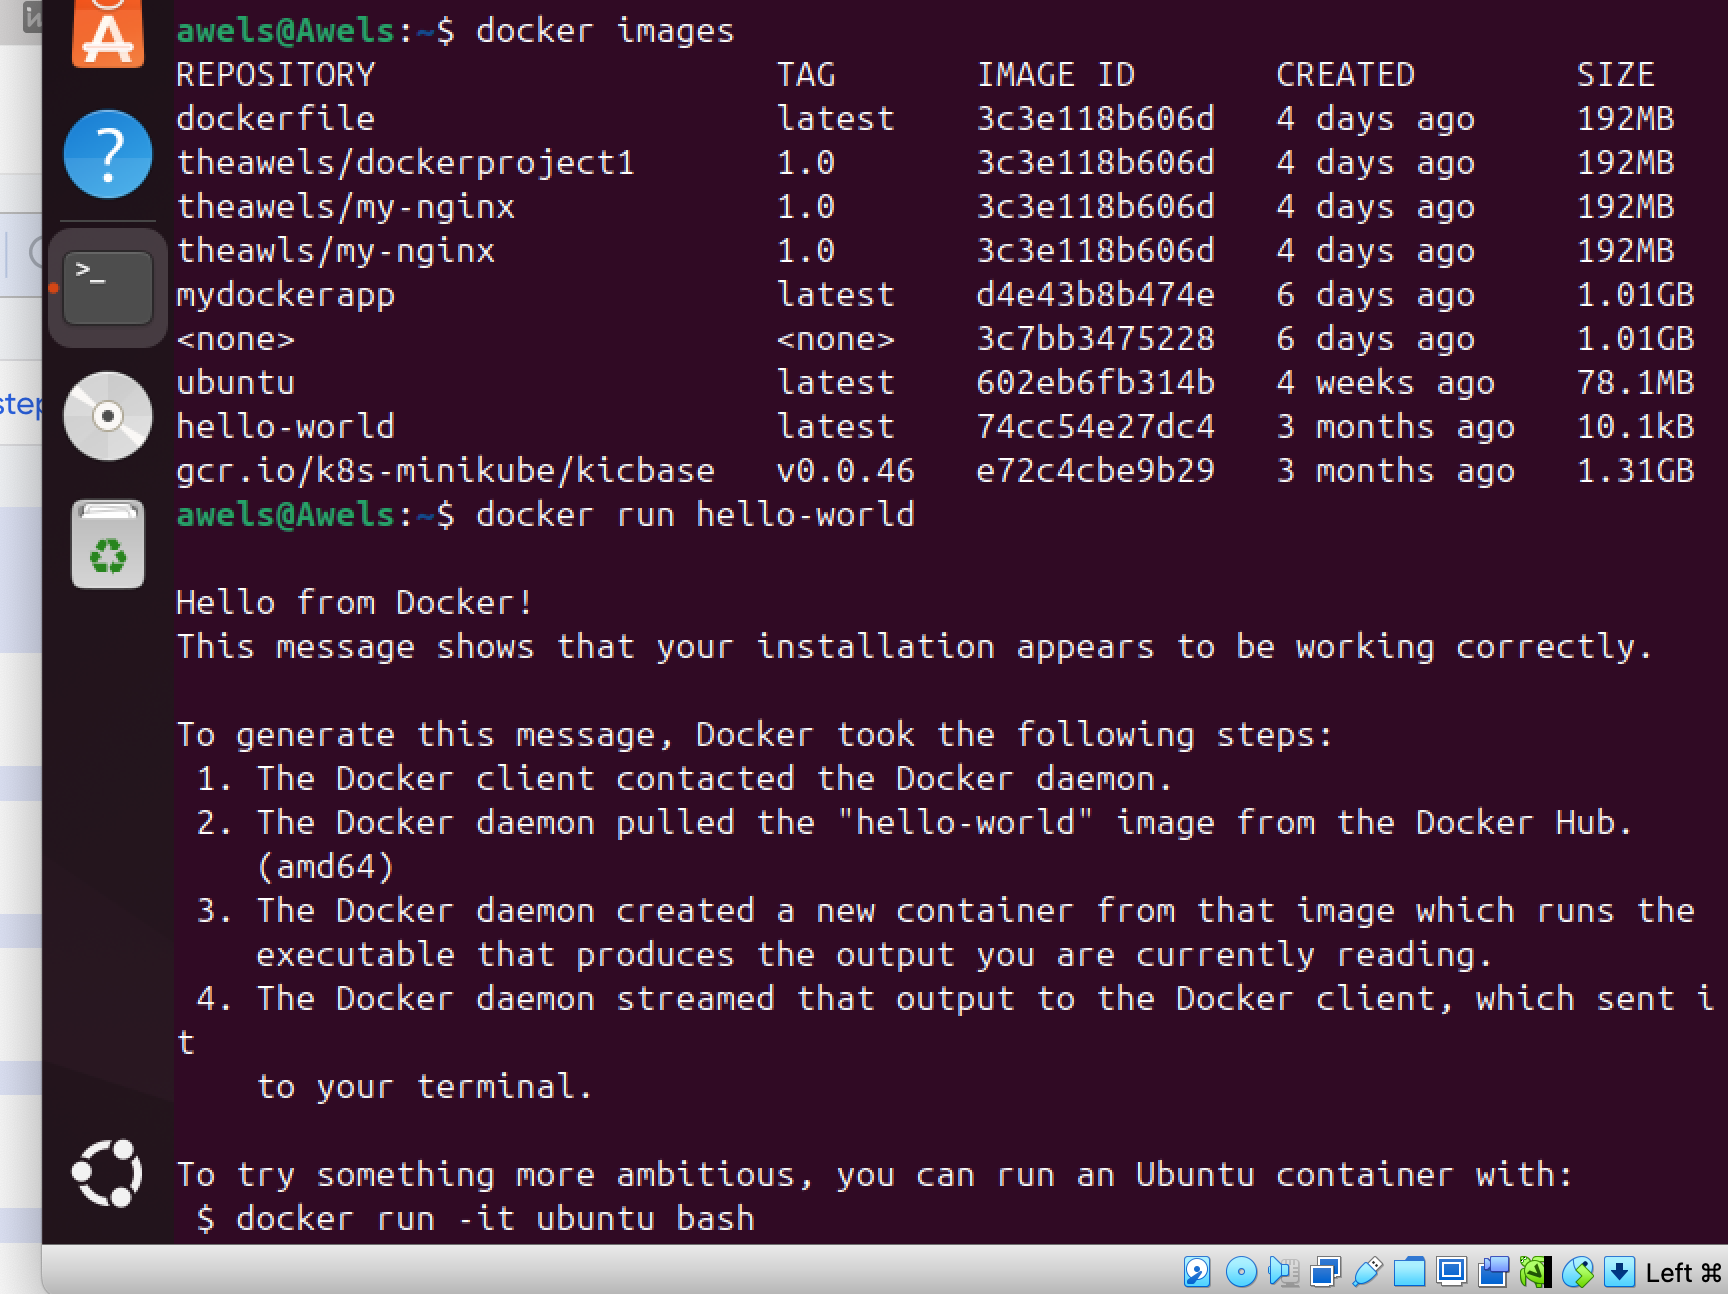 awels@Awels:~$ docker images
REPOSITORY TAG IMAGE ID CREATED SIZE
dockerfile latest 3c3e118b606d 4 days ago 192MB
theawels/dockerproject1 1.0 3c3e118b606d 4 days ago 192MB
theawels/my-nginx 1.0 3c3e118b606d 4 days ago 192MB
theawls/my-nginx 1.0 3c3e118b606d 4 days ago 192MB
mydockerapp latest d4e43b8b474e 6 days ago 1.01GB
<none> <none> 3c7bb3475228 6 days ago 1.01GB
ubuntu latest 602eb6fb314b 4 weeks ago 78.1MB
hello-world latest 74cc54e27dc4 3 months ago 10.1kB
gcr.io/k8s-minikube/kicbase v0.0.46 e72c4cbe9b29 3 months ago 1.31GB
awels@Awels:~$ docker run hello-world
Hello from Docker!
This message shows that your installation appears to be working correctly.
To generate this message, Docker took the following steps:
1. The Docker client contacted the Docker daemon.
2. The Docker daemon pulled the "hello-world" image from the Docker Hub.
(amd64)
3. The Docker daemon created a new container from that image which runs the
executable that produces the output you are currently reading.
4. The Docker daemon streamed that output to the Docker client, which sent i
t
to your terminal.
To try something more ambitious, you can run an Ubuntu container with:
$ docker run -it ubuntu bash
Left ⌘